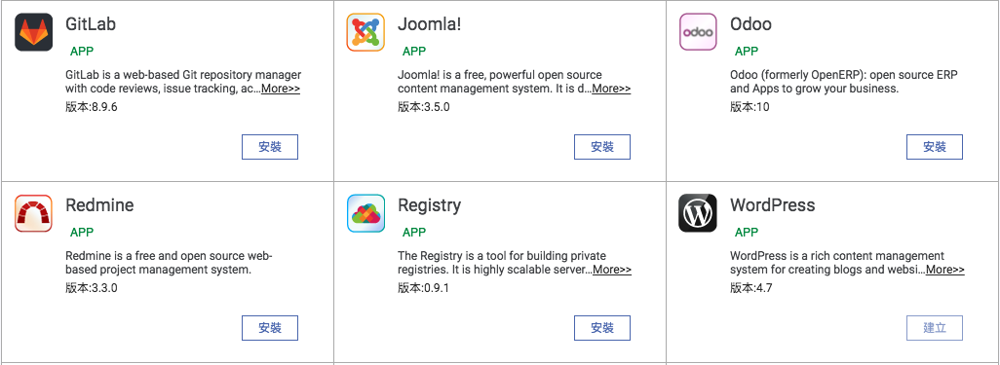 GitLab
APP
GitLab is a web-based Git repository manager
with code reviews, issue tracking, ac...More>>
版本:8.9.6
安裝
Joomla!
APP
Joomla! is a free, powerful open source
content management system. It is d...More>>
版本:3.5.0
安裝
odoo
Odoo
APP
Odoo (formerly OpenERP): open source ERP
and Apps to grow your business.
版本:10
安裝
Redmine
APP
Redmine is a free and open source web-
based project management system.
版本:3.3.0
安裝
Registry
APP
The Registry is a tool for building private
registries. It is highly scalable server...More>>
版本:0.9.1
安裝
WordPress
APP
WordPress is a rich content management
system for creating blogs and websi...More>>
版本:4.7
建立